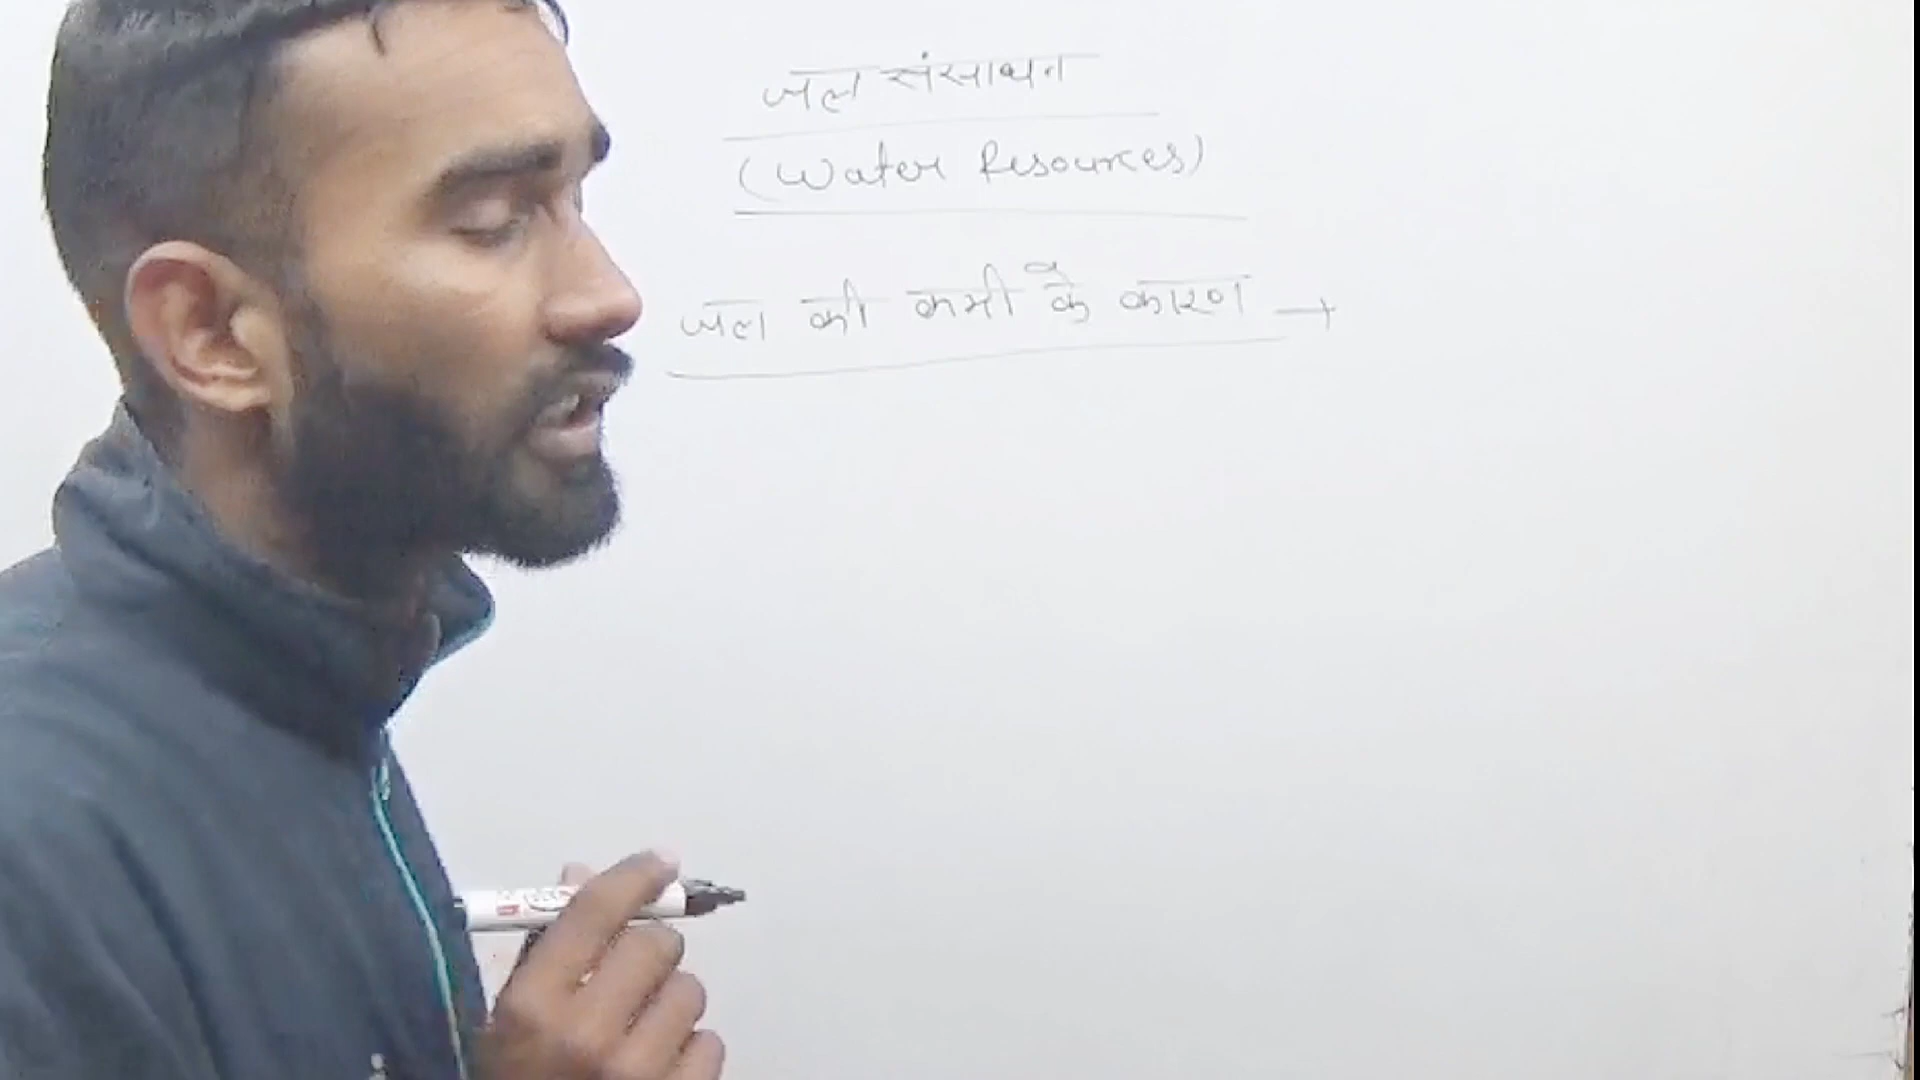 जल संसाधन
(Water Resources)
जल की कमी के कारण →